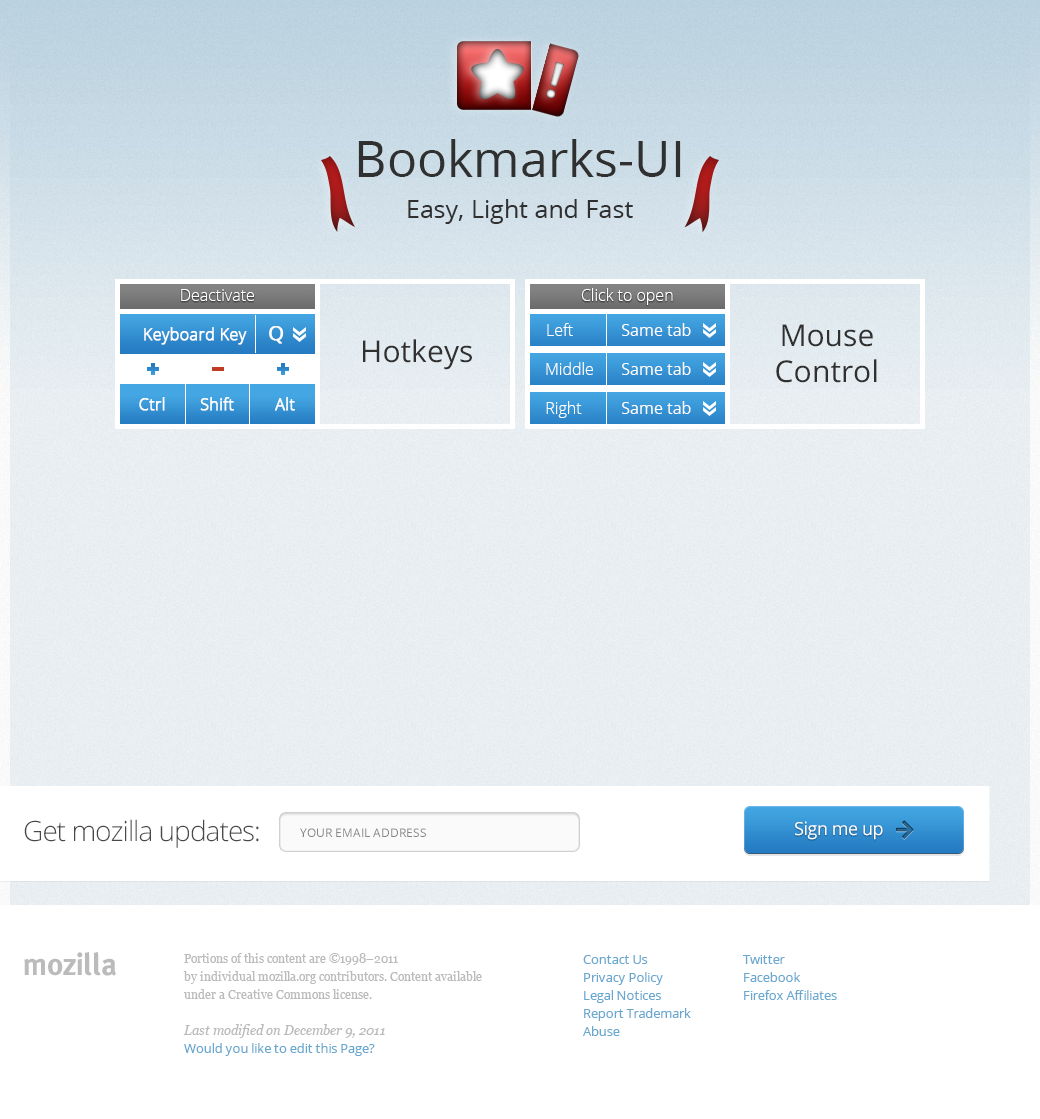 Bookmarks-UI
Easy, Light and Fast
Deactivate
Keyboard Key Q
Ctrl Shift Alt
Hotkeys
Click to open
Left Same tab
Middle Same tab
Right Same tab
Mouse
Control
Get mozilla updates:
YOUR EMAIL ADDRESS
Sign me up
mozilla
Portions of this content are ©1998–2011
by individual mozilla.org contributors. Content available
under a Creative Commons license.
Last modified on December 9, 2011
Would you like to edit this Page?
Contact Us
Privacy Policy
Legal Notices
Report Trademark
Abuse
Twitter
Facebook
Firefox Affiliates